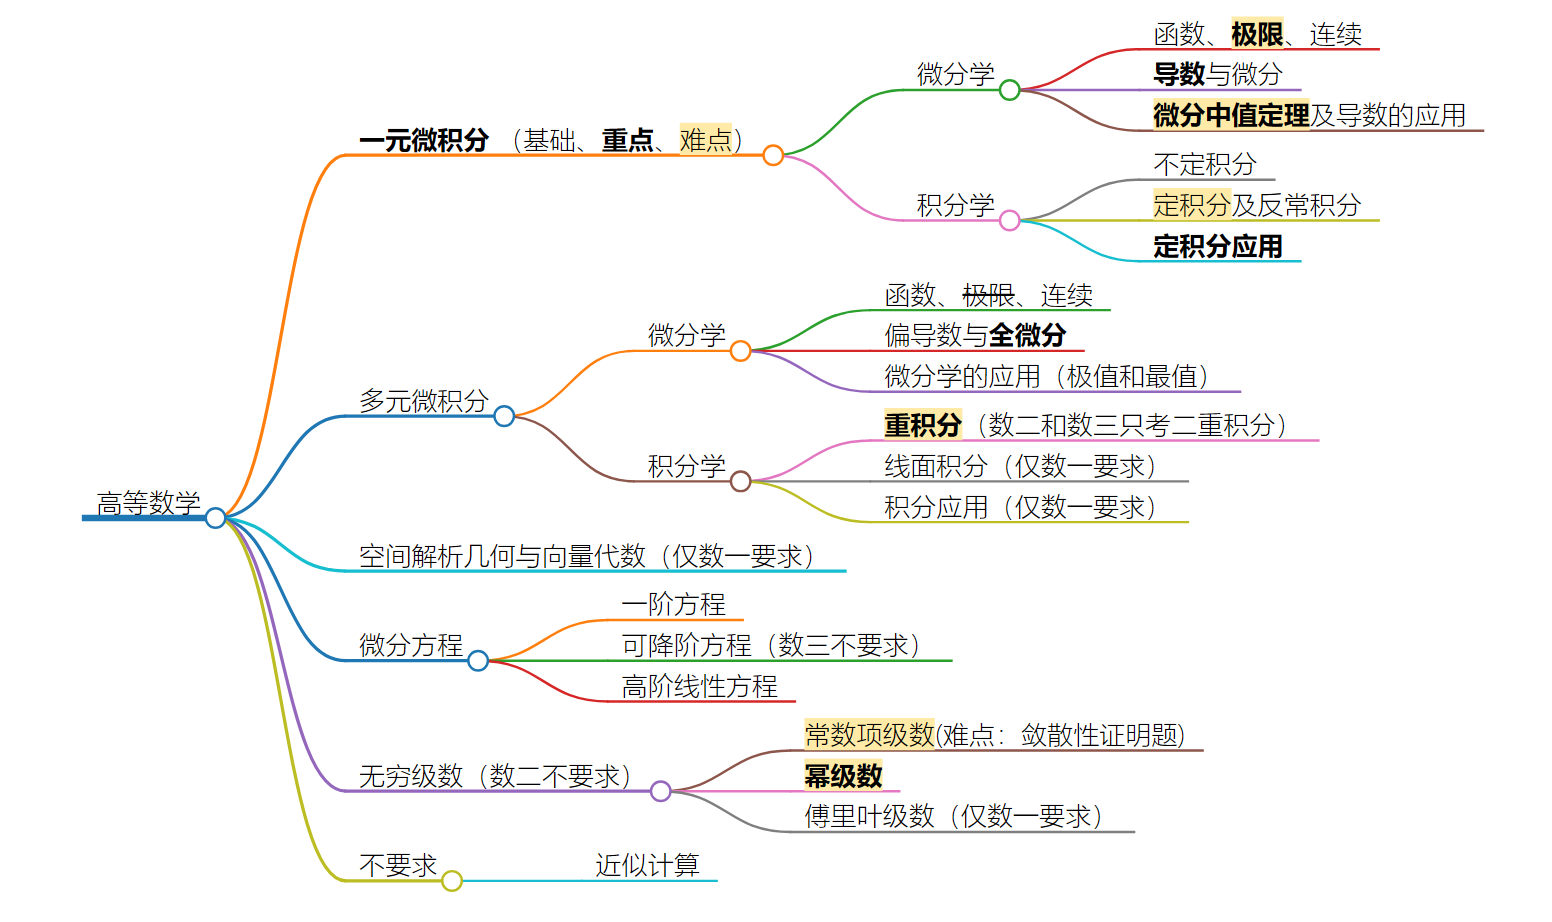 高等数学
一元微积分 （基础、重点、难点）
微分学
函数、极限、连续
导数与微分
微分中值定理及导数的应用
积分学
不定积分
定积分及反常积分
定积分应用
多元微积分
微分学
函数、极限、连续
偏导数与全微分
微分学的应用（极值和最值）
积分学
重积分（数二和数三只考二重积分）
线面积分（仅数一要求）
积分应用（仅数一要求）
空间解析几何与向量代数（仅数一要求）
微分方程
一阶方程
可降阶方程（数三不要求）
高阶线性方程
无穷级数（数二不要求）
常数项级数(难点：敛散性证明题)
幂级数
傅里叶级数（仅数一要求）
不要求
近似计算